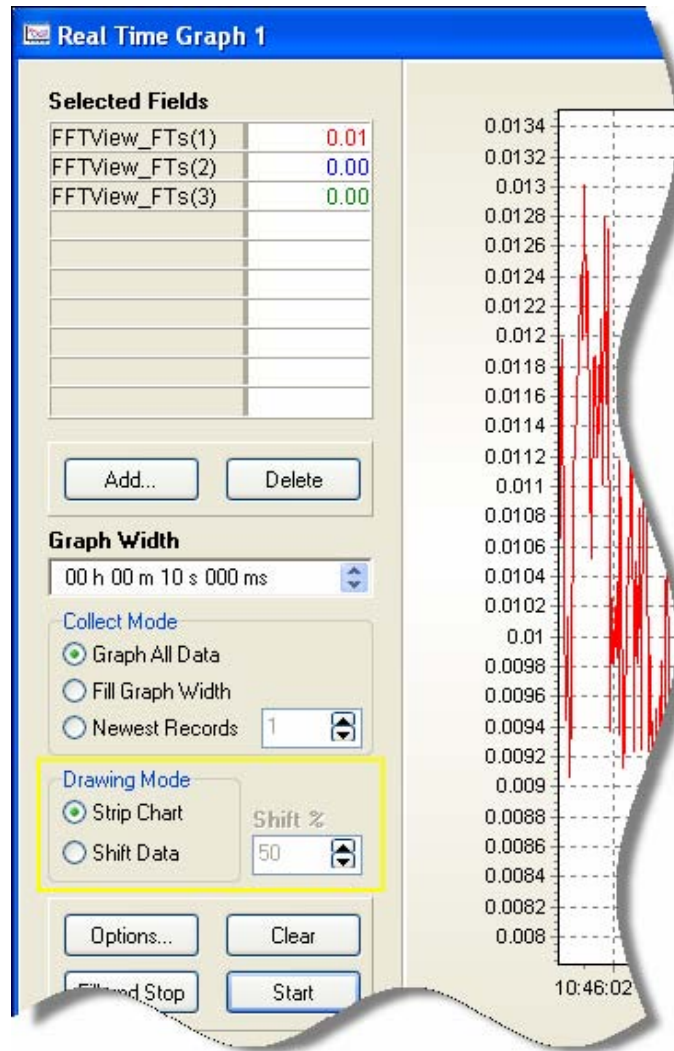 Real Time Graph 1
Selected Fields
FFTView_FTs(1) 0.01
FFTView_FTs(2) 0.00
FFTView_FTs(3) 0.00
Add... Delete
Graph Width
00 h 00 m 10 s 000 ms
Collect Mode
Graph All Data
Fill Graph Width
Newest Records 1
Drawing Mode
Strip Chart
Shift Data
Shift %
50
Options... Clear
Stop Start
0.0134
0.0132
0.013
0.0128
0.0126
0.0124
0.0122
0.012
0.0118
0.0116
0.0114
0.0112
0.011
0.0108
0.0106
0.0104
0.0102
0.01
0.0098
0.0096
0.0094
0.0092
0.009
0.0088
0.0086
0.0084
0.0082
0.008
10:46:02